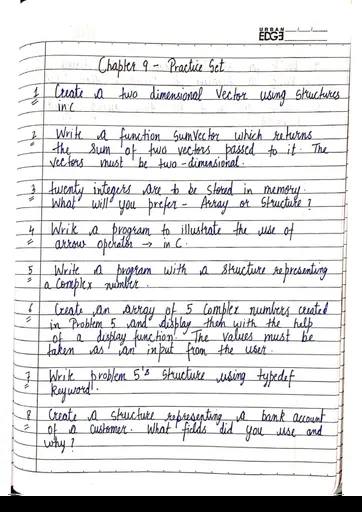 URBAN
EDGE
Chapter 9 - Practice Set
1 Create a two dimensional Vector using structures
in C
2 Write a function SumVector which returns
the sum of two vectors passed to it. The
vectors must be two-dimensional.
3 twenty integers are to be stored in memory.
What will you prefer - Array or Structure?
4 Write a program to illustrate the use of
arrow operator → in C.
5 Write a program with a structure representing
a Complex number.
6 Create an array of 5 Complex numbers created
in Problem 5 and display them with the help
of a display function. The values must be
taken as an input from the user.
7 Write problem 5's structure using typedef
keyword.
8 Create a structure representing a bank account
of a customer. What fields did you use and
why?